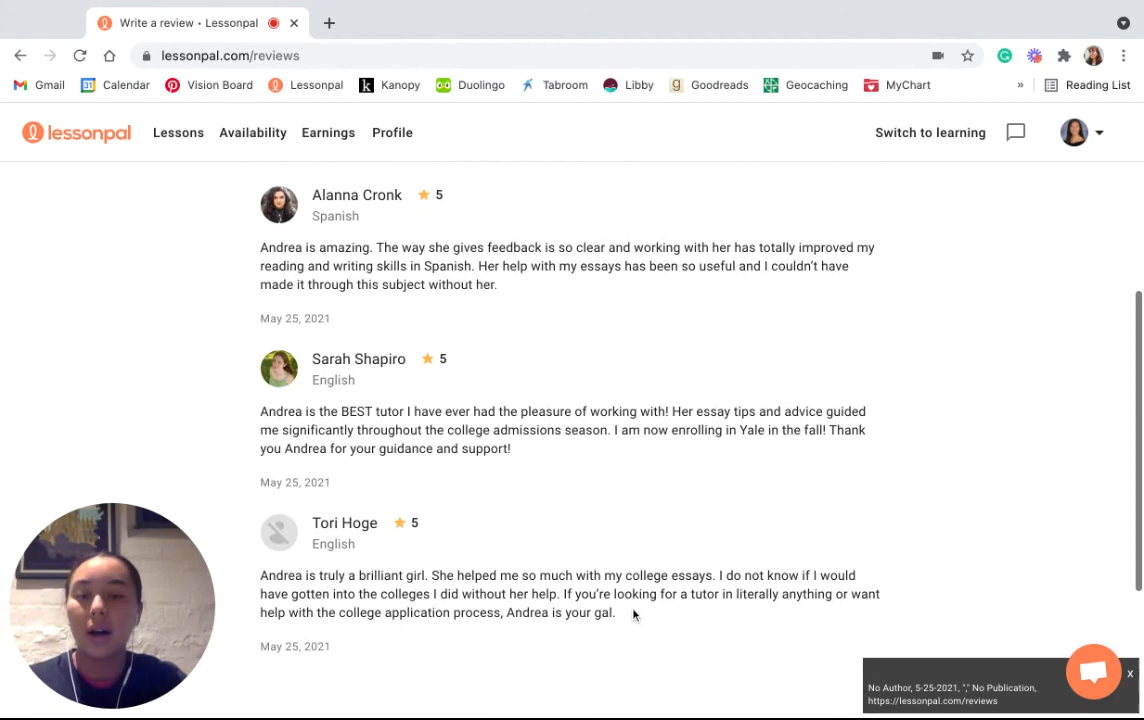 Write a review • Lessonpal
lessonpal.com/reviews
Gmail Calendar Vision Board Lessonpal Kanopy Duolingo Tabroom Libby Goodreads Geocaching MyChart » Reading List
lessonpal Lessons Availability Earnings Profile Switch to learning
Alanna Cronk 5
Spanish
Andrea is amazing. The way she gives feedback is so clear and working with her has totally improved my
reading and writing skills in Spanish. Her help with my essays has been so useful and I couldn't have
made it through this subject without her.
May 25, 2021
Sarah Shapiro 5
English
Andrea is the BEST tutor I have ever had the pleasure of working with! Her essay tips and advice guided
me significantly throughout the college admissions season. I am now enrolling in Yale in the fall! Thank
you Andrea for your guidance and support!
May 25, 2021
Tori Hoge 5
English
Andrea is truly a brilliant girl. She helped me so much with my college essays. I do not know if I would
have gotten into the colleges I did without her help. If you're looking for a tutor in literally anything or want
help with the college application process, Andrea is your gal.
May 25, 2021
x
No Author, 5-25-2021, "," No Publication,
https://lessonpal.com/reviews